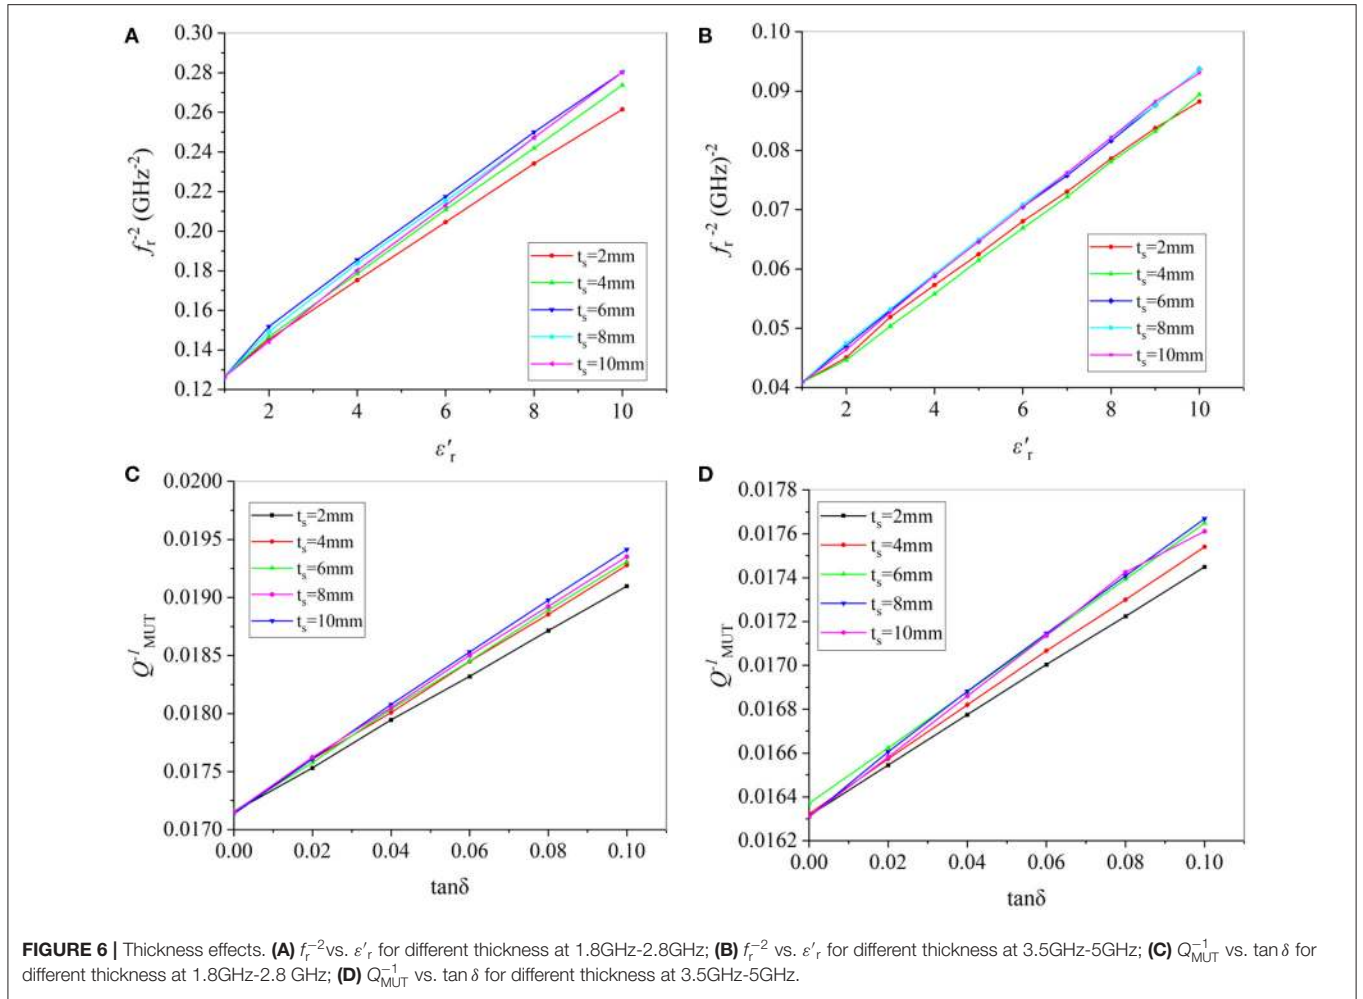 A
0.30
0.28
0.26
0.24
0.22
0.20
0.18
0.16
0.14
0.12
f_r^-2 (GHz^-2)
2 4 6 8 10
ε′_r
t_s=2mm
t_s=4mm
t_s=6mm
t_s=8mm
t_s=10mm
B
0.10
0.09
0.08
0.07
0.06
0.05
0.04
f_r^-2 (GHz)^-2
2 4 6 8 10
ε′_r
t_s=2mm
t_s=4mm
t_s=6mm
t_s=8mm
t_s=10mm
C
0.0200
0.0195
0.0190
0.0185
0.0180
0.0175
0.0170
Q^-1_MUT
0.00 0.02 0.04 0.06 0.08 0.10
tanδ
t_s=2mm
t_s=4mm
t_s=6mm
t_s=8mm
t_s=10mm
D
0.0178
0.0176
0.0174
0.0172
0.0170
0.0168
0.0166
0.0164
0.0162
Q^-1_MUT
0.00 0.02 0.04 0.06 0.08 0.10
tanδ
t_s=2mm
t_s=4mm
t_s=6mm
t_s=8mm
t_s=10mm
FIGURE 6 | Thickness effects. (A) f_r^−2 vs. ε′_r for different thickness at 1.8GHz-2.8GHz; (B) f_r^−2 vs. ε′_r for different thickness at 3.5GHz-5GHz; (C) Q_MUT^−1 vs. tan δ for
different thickness at 1.8GHz-2.8 GHz; (D) Q_MUT^−1 vs. tan δ for different thickness at 3.5GHz-5GHz.